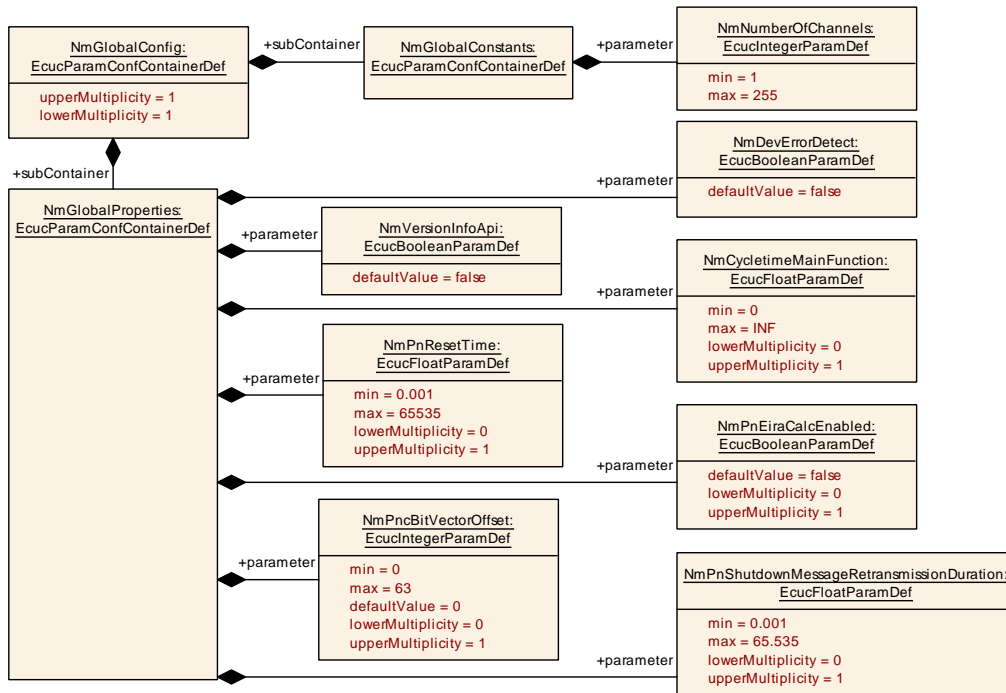 NmGlobalConfig:
EcucParamConfContainerDef
upperMultiplicity = 1
lowerMultiplicity = 1
+subContainer
NmGlobalConstants:
EcucParamConfContainerDef
+parameter
NmNumberOfChannels:
EcucIntegerParamDef
min = 1
max = 255
+subContainer
NmGlobalProperties:
EcucParamConfContainerDef
+parameter
NmDevErrorDetect:
EcucBooleanParamDef
defaultValue = false
+parameter
NmVersionInfoApi:
EcucBooleanParamDef
defaultValue = false
+parameter
NmCycletimeMainFunction:
EcucFloatParamDef
min = 0
max = INF
lowerMultiplicity = 0
upperMultiplicity = 1
+parameter
NmPnResetTime:
EcucFloatParamDef
min = 0.001
max = 65535
lowerMultiplicity = 0
upperMultiplicity = 1
+parameter
NmPnEiraCalcEnabled:
EcucBooleanParamDef
defaultValue = false
lowerMultiplicity = 0
upperMultiplicity = 1
+parameter
NmPncBitVectorOffset:
EcucIntegerParamDef
min = 0
max = 63
defaultValue = 0
lowerMultiplicity = 0
upperMultiplicity = 1
+parameter
NmPnShutdownMessageRetransmissionDuration:
EcucFloatParamDef
min = 0.001
max = 65.535
lowerMultiplicity = 0
upperMultiplicity = 1